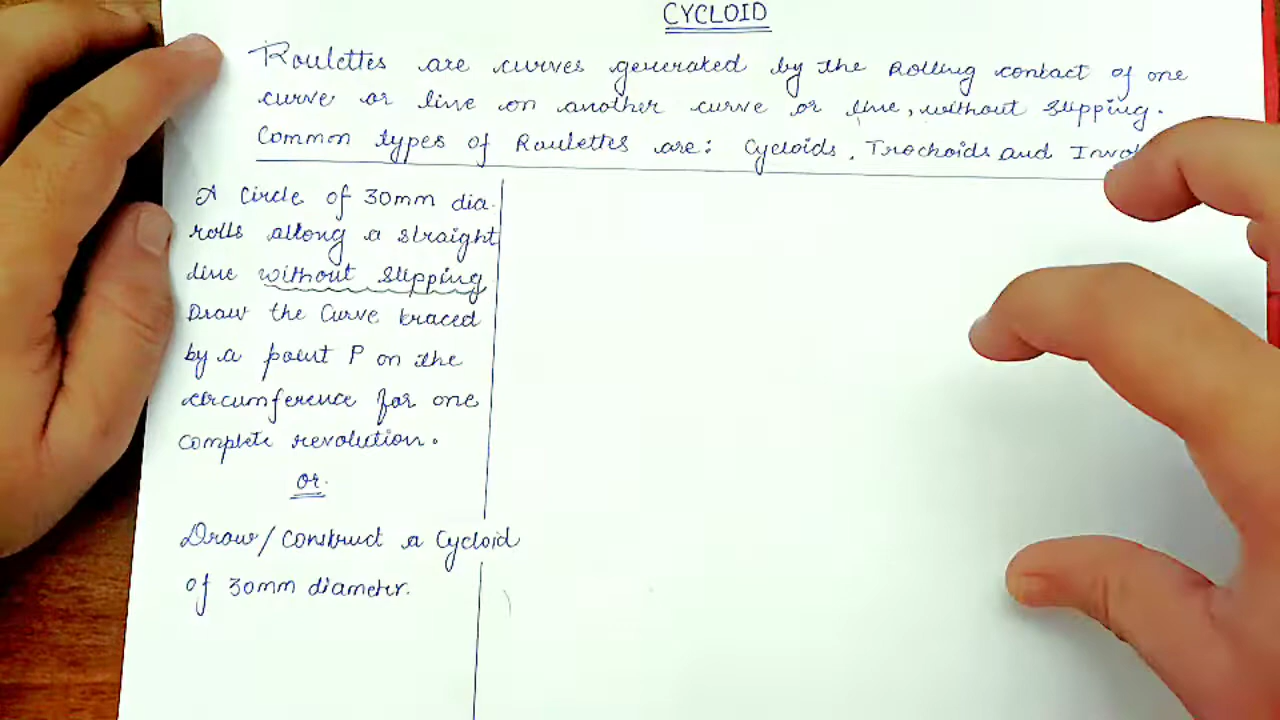 CYCLOID
Roulettes are curves generated by the Rolling contact of one
curve or line on another curve or line, without slipping.
Common types of Roulettes are: Cycloids, Trochoids and
A Circle of 30mm dia.
rolls allong a straight
line without slipping
Draw the Curve traced
by a point P on the
circumference for one
complete revolution.
or.
Draw/construct a Cycloid
of 30mm diameter.